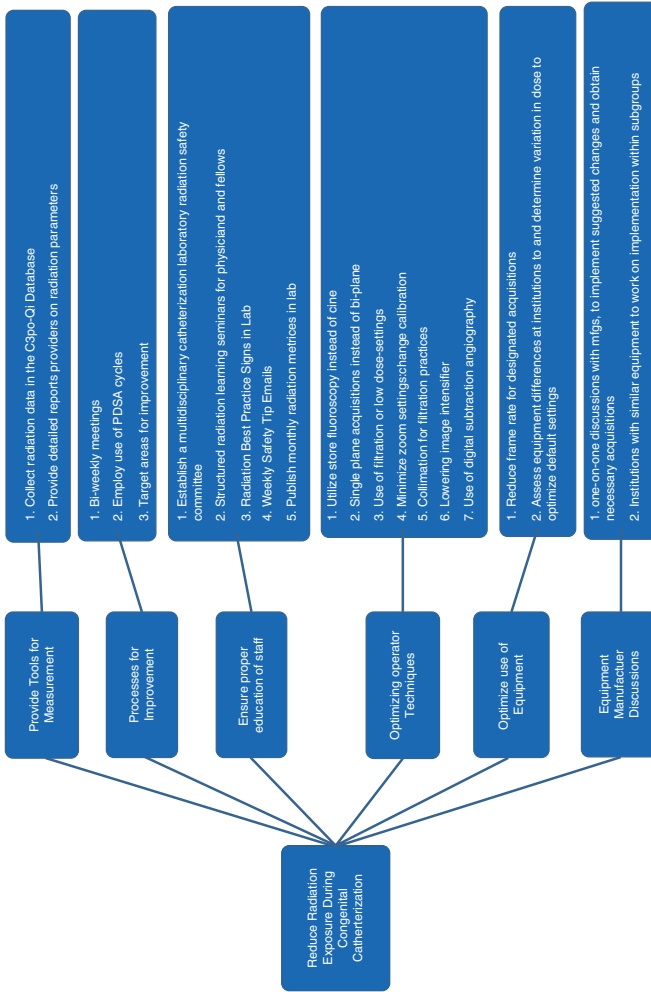 Reduce Radiation
Exposure During
Congenital
Catherterization
Provide Tools for
Measurement
1. Collect radiation data in the C3po-QI Database
2. Provide detailed reports providers on radiation parameters
Processes for
Improvement
1. Bi-weekly meetings
2. Employ use of PDSA cycles
3. Target areas for improvement
Ensure proper
education of staff
1. Establish a multidisciplinary catheterization laboratory radiation safety
committee
2. Structured radiation learning seminars for physiciand and fellows
3. Radiation Best Practice Signs in Lab
4. Weekly Safety Tip Emails
5. Publish monthly radiation metrices in lab
Optimizing operator
Techniques
1. Utilize store fluoroscopy instead of cine
2. Single plane acquisitions instead of bi-plane
3. Use of filtration or low dose-settings
4. Minimize zoom settings:change calibration
5. Collimation for filtration practices
6. Lowering image intensifier
7. Use of digital subtraction angiography
Optimize use of
Equipment
1. Reduce frame rate for designated acquisitions
2. Assess equipment differences at institutions to and determine variation in dose to
optimize default settings
Equipment
Manufactuer
Discussions
1. one-on-one discussions with mfgs, to implement suggested changes and obtain
necessary acquisitions
2. Institutions with similar equipment to work on implementation within subgroups